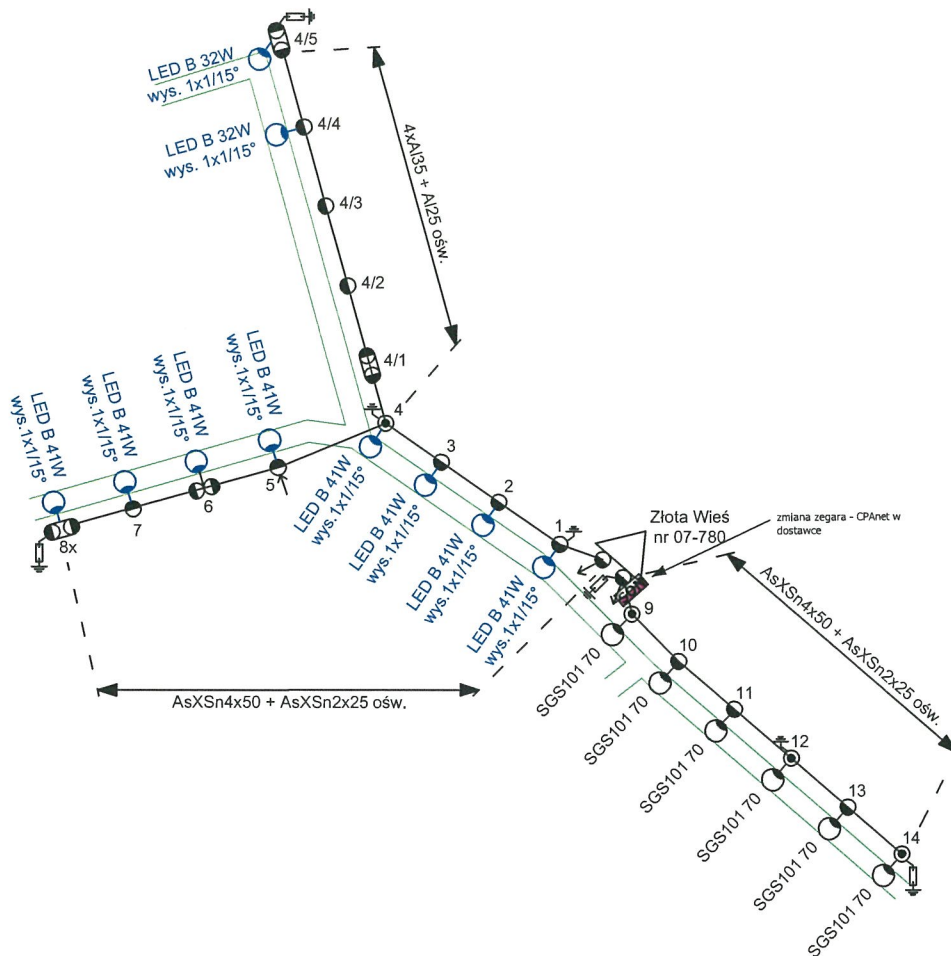 4/5
LED B 32W
wys. 1x1/15°
4/4
LED B 32W
wys. 1x1/15°
4/3
4xAl35 + Al25 ośw.
4/2
4/1
4
LED B 41W
wys.1x1/15°
LED B 41W
wys.1x1/15°
LED B 41W
wys.1x1/15°
LED B 41W
wys.1x1/15°
8x
7
6
5
3
2
1
LED B 41W
wys.1x1/15°
LED B 41W
wys.1x1/15°
LED B 41W
wys.1x1/15°
LED B 41W
wys.1x1/15°
Złota Wieś
nr 07-780
zmiana zegara - CPAnet w
dostawce
AsXSn4x50 + AsXSn2x25 ośw.
AsXSn4x50 + AsXSn2x25 ośw.
9
10
11
12
13
14
SGS101 70
SGS101 70
SGS101 70
SGS101 70
SGS101 70
SGS101 70